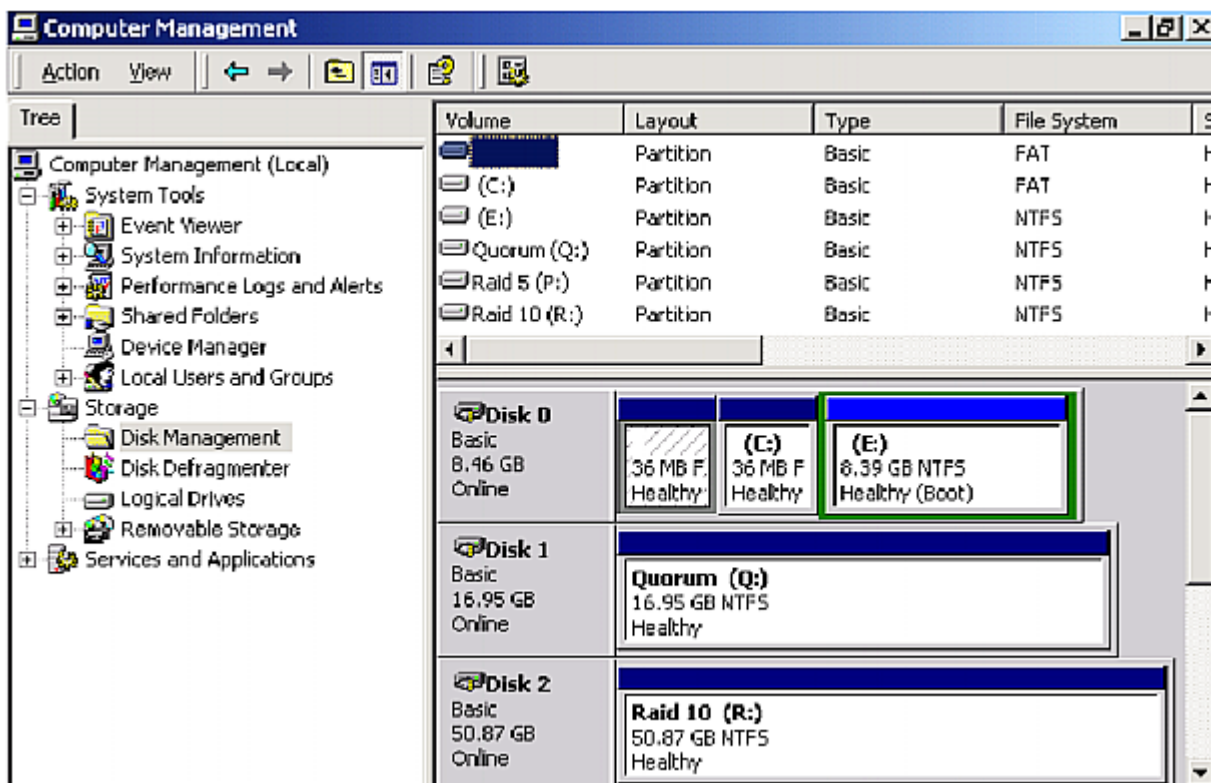 Computer Management
Action View
Tree
Computer Management (Local)
System Tools
Event Viewer
System Information
Performance Logs and Alerts
Shared Folders
Device Manager
Local Users and Groups
Storage
Disk Management
Disk Defragmenter
Logical Drives
Removable Storage
Services and Applications
Volume Layout Type File System
Partition Basic FAT
(C:) Partition Basic FAT
(E:) Partition Basic NTFS
Quorum (Q:) Partition Basic NTFS
Raid 5 (P:) Partition Basic NTFS
Raid 10 (R:) Partition Basic NTFS
Disk 0
Basic
8.46 GB
Online
36 MB F
Healthy
(C:)
36 MB F
Healthy
(E:)
8.39 GB NTFS
Healthy (Boot)
Disk 1
Basic
16.95 GB
Online
Quorum (Q:)
16.95 GB NTFS
Healthy
Disk 2
Basic
50.87 GB
Online
Raid 10 (R:)
50.87 GB NTFS
Healthy